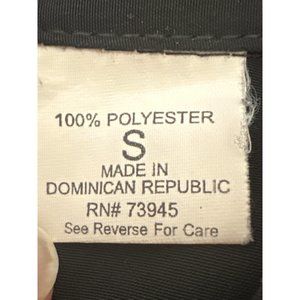 100% POLYESTER
S
MADE IN
DOMINICAN REPUBLIC
RN# 73945
See Reverse For Care